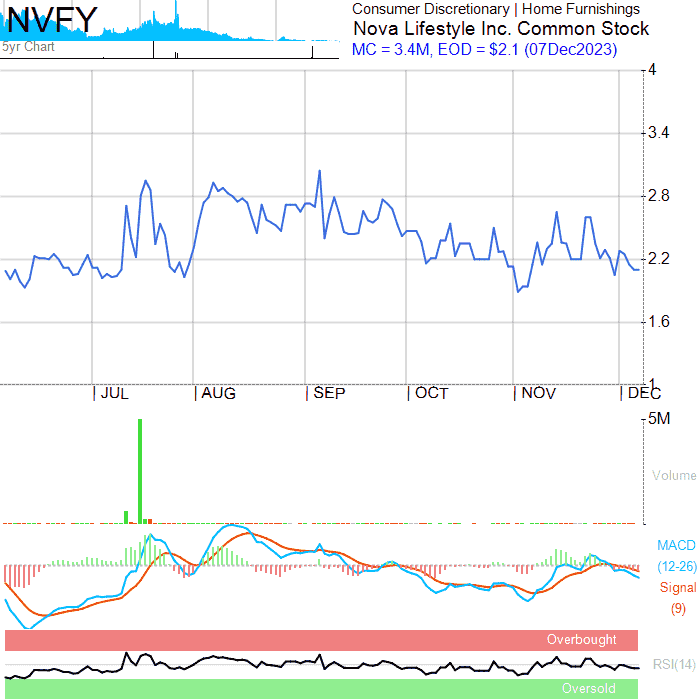 NVFY
5yr Chart
Consumer Discretionary | Home Furnishings
Nova Lifestyle Inc. Common Stock
MC = 3.4M, EOD = $2.1 (07Dec2023)
4
3.4
2.8
2.2
1.6
1
JUL AUG SEP OCT NOV DEC
5M
Volume
MACD
(12-26)
Signal
(9)
Overbought
RSI(14)
Oversold